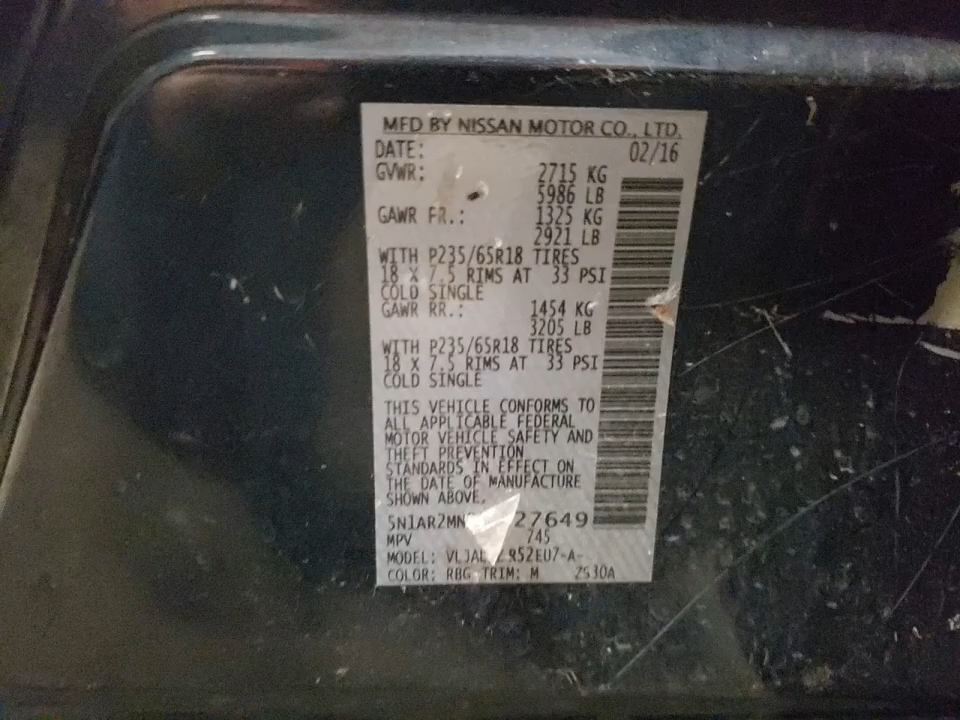 MFD BY NISSAN MOTOR CO., LTD.
DATE: 02/16
GVWR: 2715 KG
5986 LB
GAWR FR.: 1325 KG
2921 LB
WITH P235/65R18 TIRES
18 X 7.5 RIMS AT 33 PSI
COLD SINGLE
GAWR RR.: 1454 KG
3205 LB
WITH P235/65R18 TIRES
18 X 7.5 RIMS AT 33 PSI
COLD SINGLE
THIS VEHICLE CONFORMS TO
ALL APPLICABLE FEDERAL
MOTOR VEHICLE SAFETY AND
THEFT PREVENTION
STANDARDS IN EFFECT ON
THE DATE OF MANUFACTURE
SHOWN ABOVE.
5N1AR2MN 27649
MPV 745
MODEL:
COLOR: RBG TRIM: M